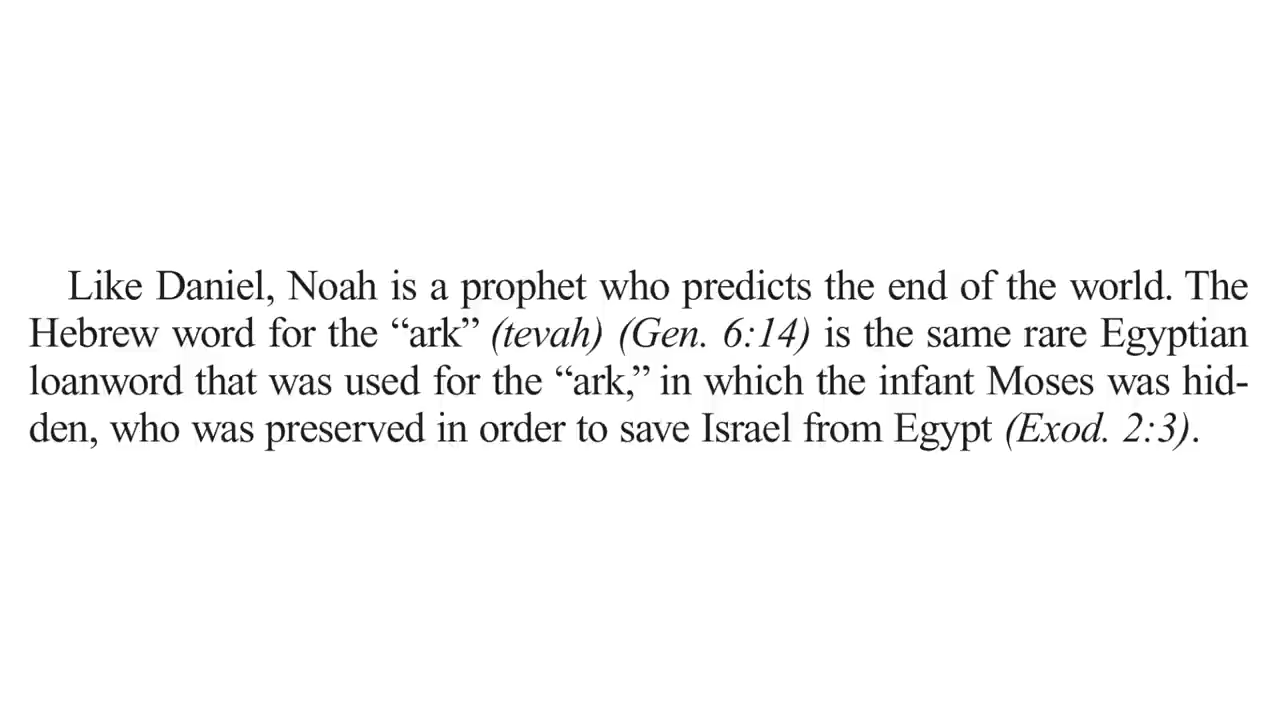 Like Daniel, Noah is a prophet who predicts the end of the world. The
Hebrew word for the “ark” (tevah) (Gen. 6:14) is the same rare Egyptian
loanword that was used for the “ark,” in which the infant Moses was hid-
den, who was preserved in order to save Israel from Egypt (Exod. 2:3).